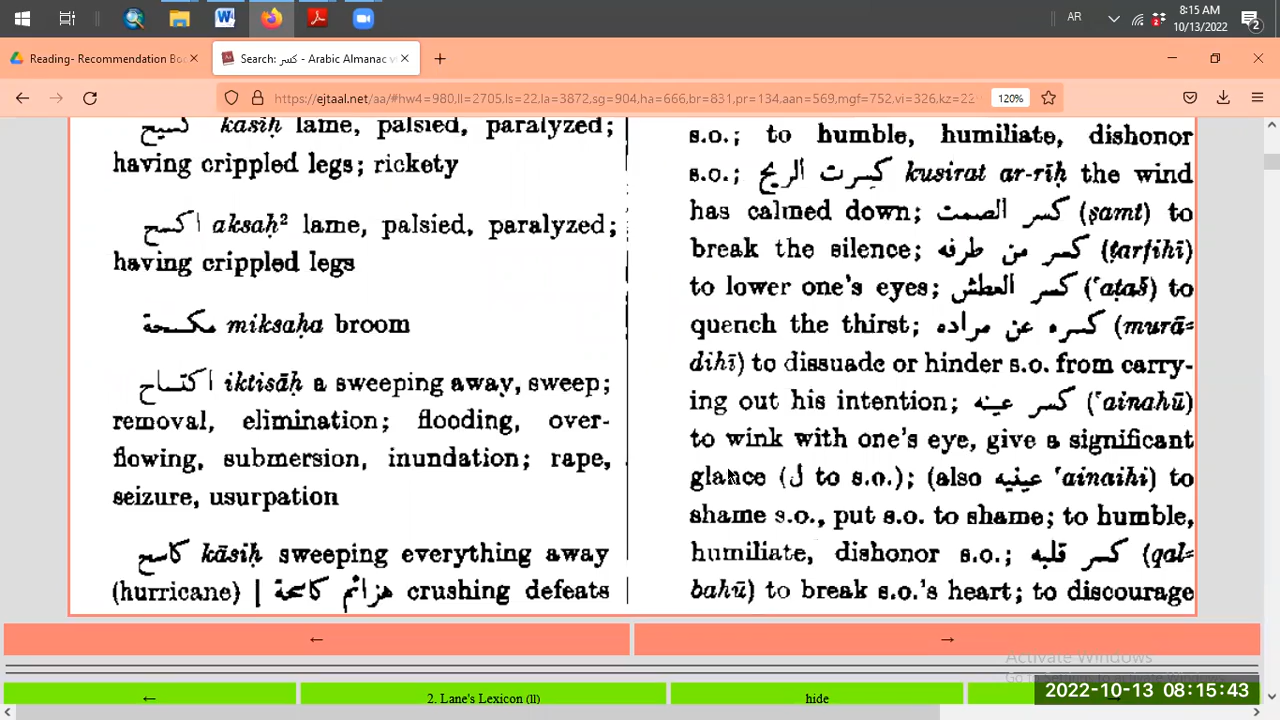 AR
8:15 AM
10/13/2022
2
Reading- Recommendation Bo
Search: كسر - Arabic Almanac v
https://ejtaal.net/aa/#hw4=980,ll=2705,ls=22,la=3872,sg=904,ha=666,br=831,pr=134,aan=569,mgf=752,vi=326,kz=22
120%
كسيح kasīḥ lame, palsied, paralyzed;
having crippled legs; rickety
اكسح aksaḥ² lame, palsied, paralyzed;
having crippled legs
مكسحة miksaḥa broom
اكتساح iktisāḥ a sweeping away, sweep;
removal, elimination; flooding, over-
flowing, submersion, inundation; rape,
seizure, usurpation
كاسح kāsiḥ sweeping everything away
(hurricane) | هزائم كاسحة crushing defeats
s.o.; to humble, humiliate, dishonor
s.o.; كسرت الريح kusirat ar-rīḥ the wind
has calmed down; كسر الصمت (ṣamt) to
break the silence; كسر من طرفه (ṭarfihī)
to lower one's eyes; كسر العطش (ʿaṭaš) to
quench the thirst; كسره عن مراده (murā=
dihī) to dissuade or hinder s.o. from carry-
ing out his intention; كسر عينه (ʿainahū)
to wink with one's eye, give a significant
glance (ل to s.o.); (also عينيه ʿainaihi) to
shame s.o., put s.o. to shame; to humble,
humiliate, dishonor s.o.; كسر قلبه (qal=
bahū) to break s.o.'s heart; to discourage
←
→
Activate Windows
←
2. Lane's Lexicon (ll)
hide
2022-10-13 08:15:43